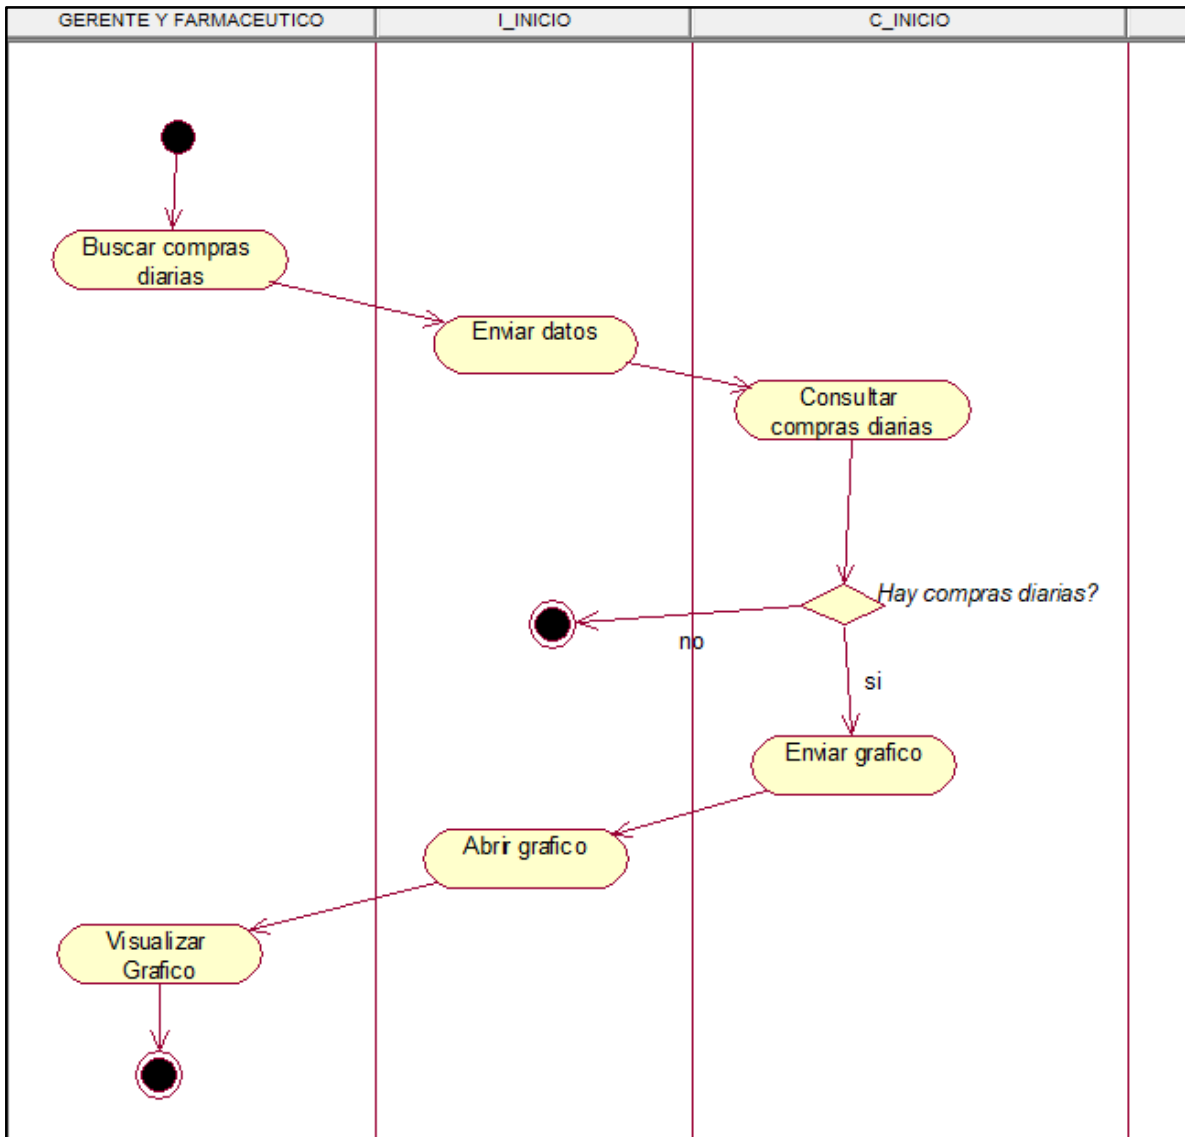 GERENTE Y FARMACEUTICO
I_INICIO
C_INICIO
Buscar compras
diarias
Enviar datos
Consultar
compras diarias
Hay compras diarias?
no
si
Enviar grafico
Abrir grafico
Visualizar
Grafico